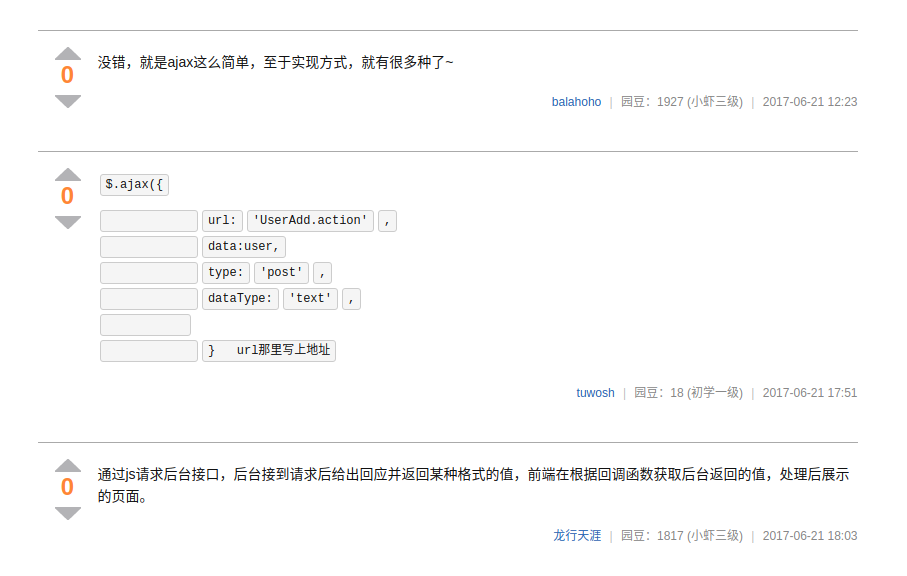 没错，就是ajax这么简单，至于实现方式，就有很多种了~
0
balahoho | 园豆：1927 (小虾三级) | 2017-06-21 12:23
$.ajax({
0
url: 'UserAdd.action' ,
data:user,
type: 'post' ,
dataType: 'text' ,
} url那里写上地址
tuwosh | 园豆：18 (初学一级) | 2017-06-21 17:51
通过js请求后台接口，后台接到请求后给出回应并返回某种格式的值，前端在根据回调函数获取后台返回的值，处理后展示
0
的页面。
龙行天涯 | 园豆：1817 (小虾三级) | 2017-06-21 18:03